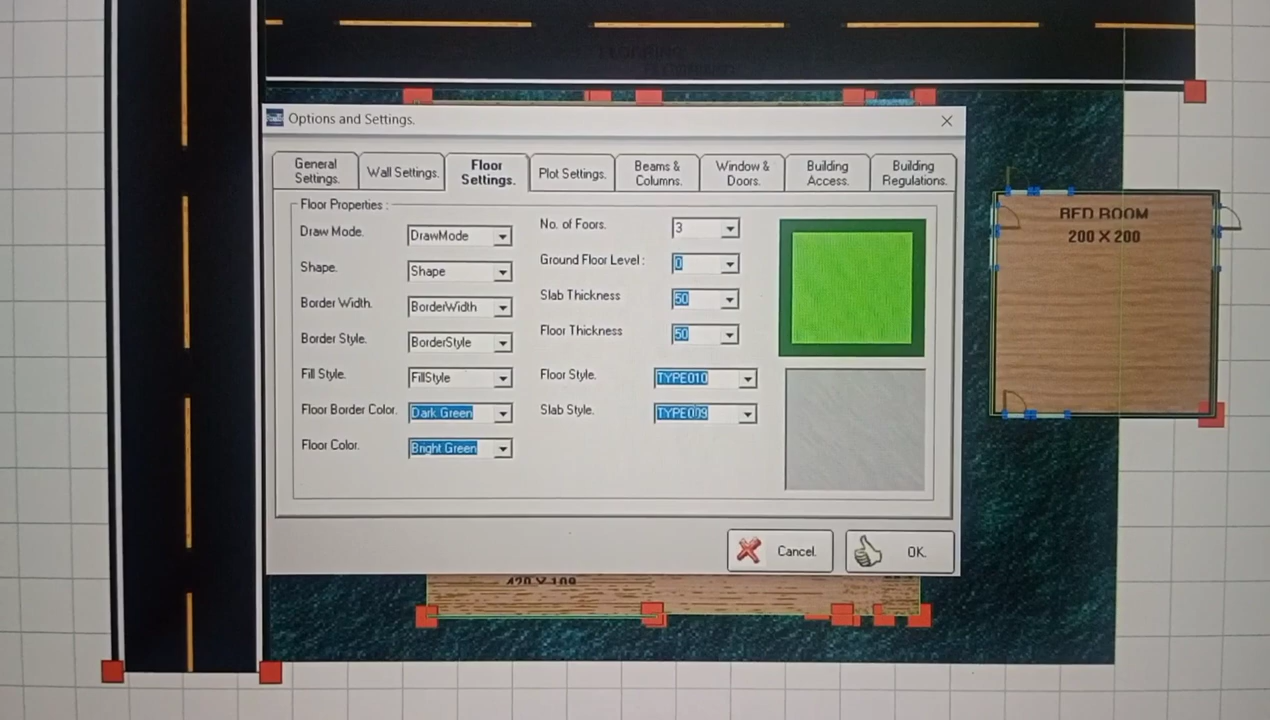 Options and Settings.
General Settings.
Wall Settings.
Floor Settings.
Plot Settings.
Beams & Columns.
Window & Doors.
Building Access.
Building Regulations.
Floor Properties :
Draw Mode. DrawMode
Shape. Shape
Border Width. BorderWidth
Border Style. BorderStyle
Fill Style. FillStyle
Floor Border Color. Dark Green
Floor Color. Bright Green
No. of Foors. 3
Ground Floor Level : 0
Slab Thickness 50
Floor Thickness 50
Floor Style. TYPE010
Slab Style. TYPE009
Cancel.
OK.
BED ROOM
200 X 200
420 X 109